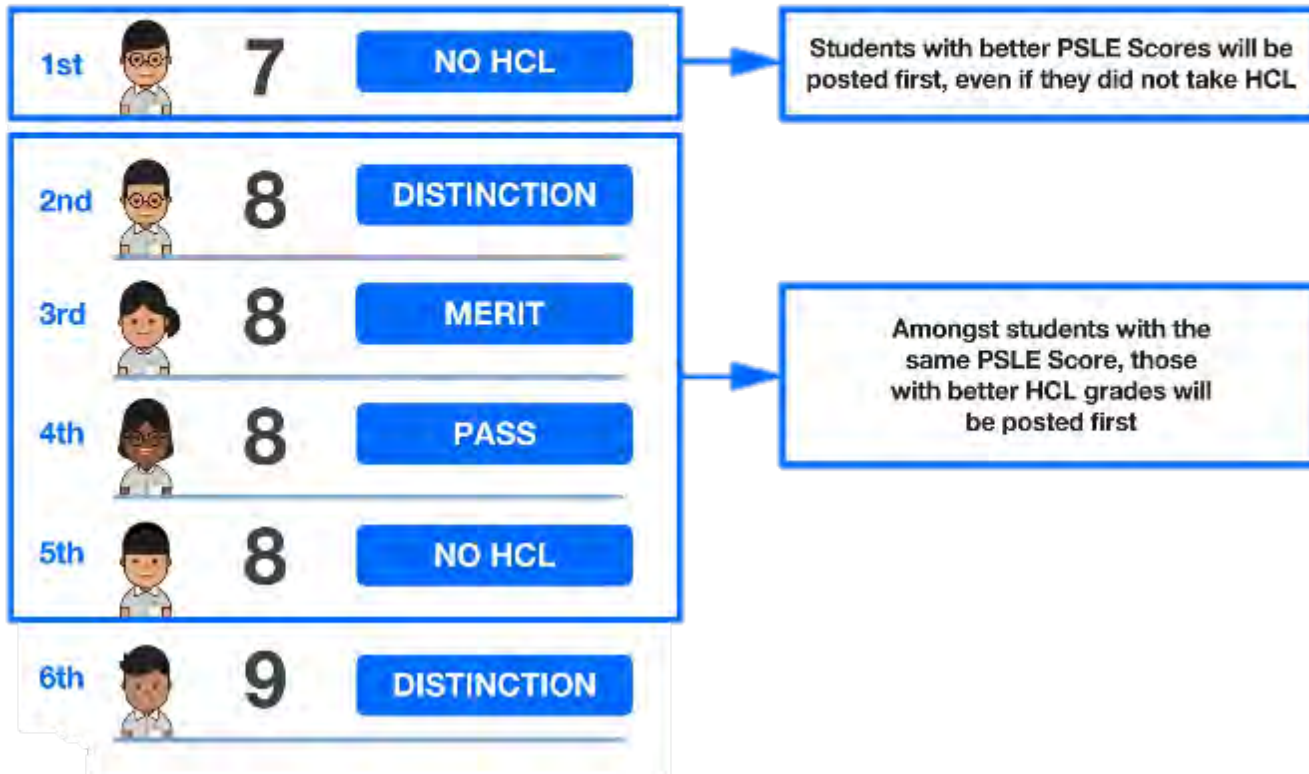 1st 7 NO HCL
Students with better PSLE Scores will be
posted first, even if they did not take HCL
2nd 8 DISTINCTION
3rd 8 MERIT
4th 8 PASS
5th 8 NO HCL
Amongst students with the
same PSLE Score, those
with better HCL grades will
be posted first
6th 9 DISTINCTION